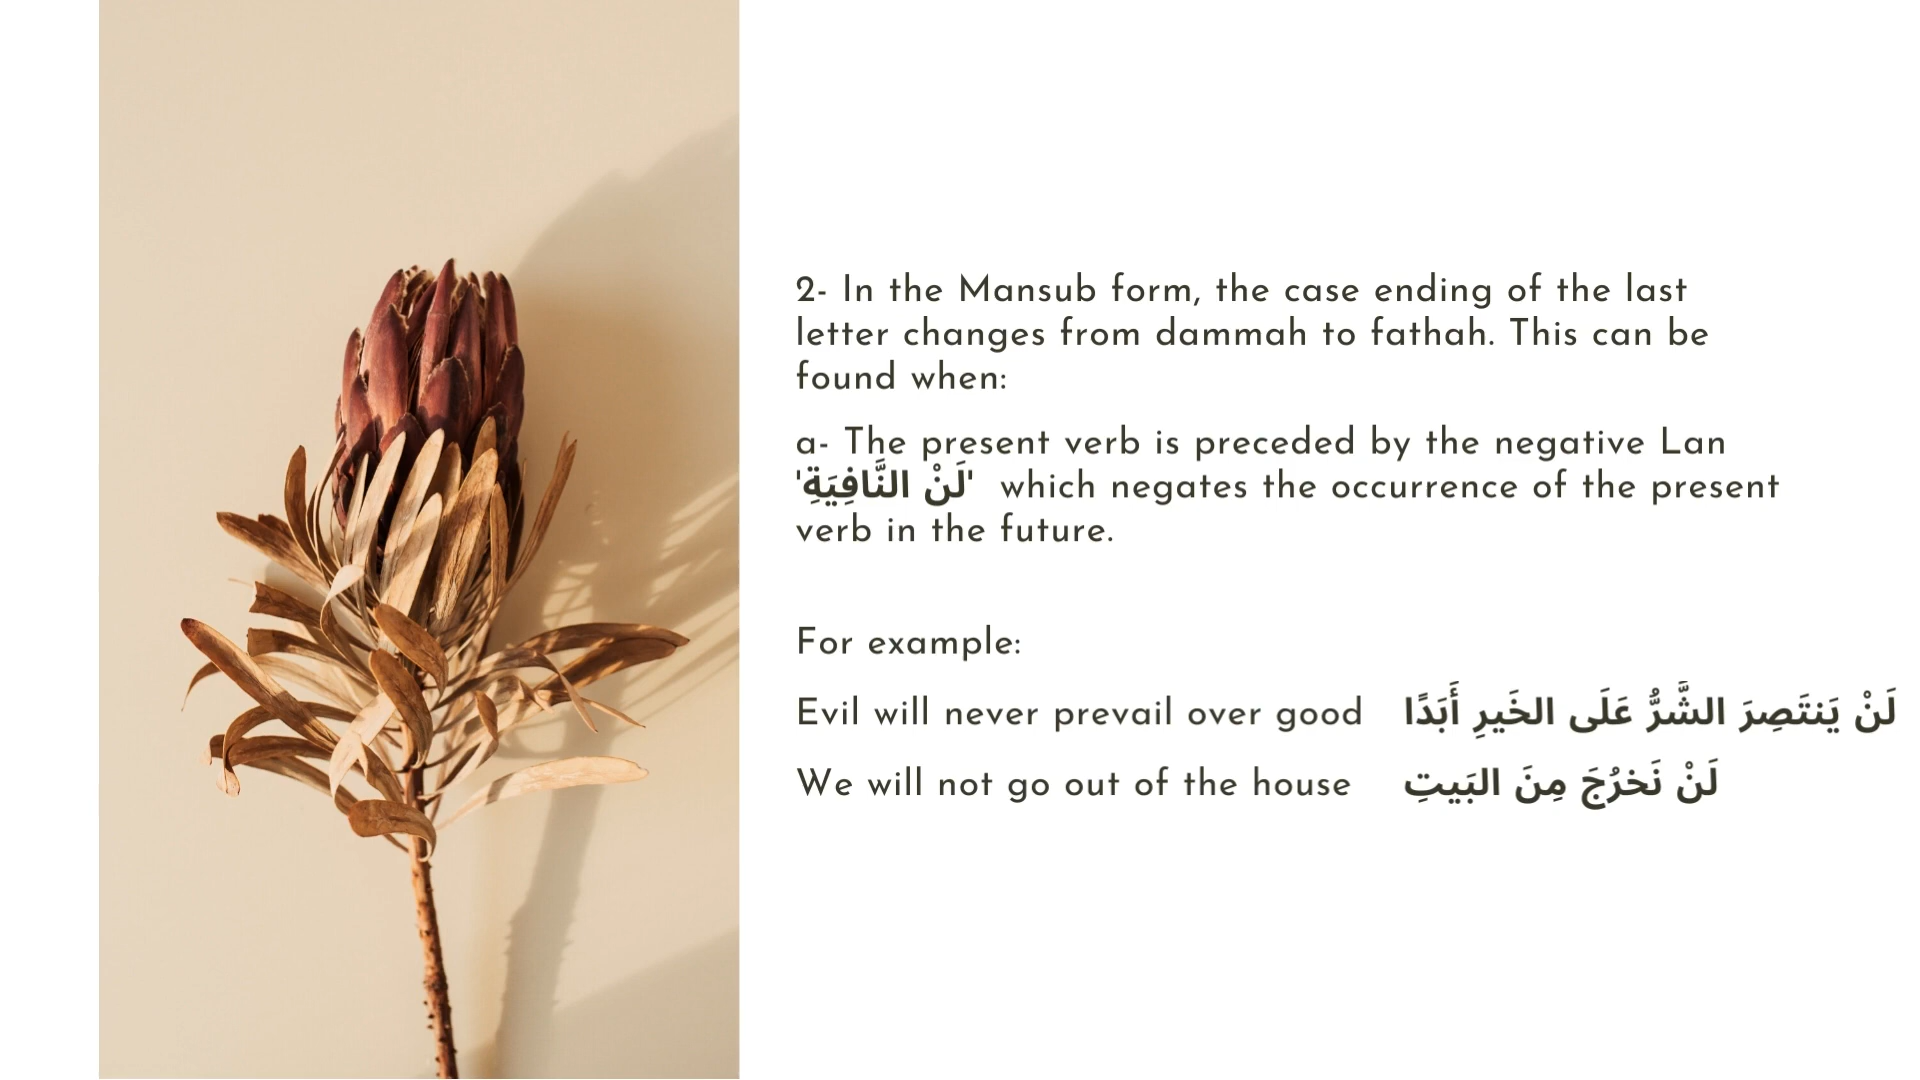 2- In the Mansub form, the case ending of the last
letter changes from dammah to fathah. This can be
found when:
a- The present verb is preceded by the negative Lan
'لَنْ النَّافِيَةِ' which negates the occurrence of the present
verb in the future.
For example:
Evil will never prevail over good لَنْ يَنتَصِرَ الشَّرُّ عَلَى الخَيرِ أَبَدًا
We will not go out of the house لَنْ نَخرُجَ مِنَ البَيتِ